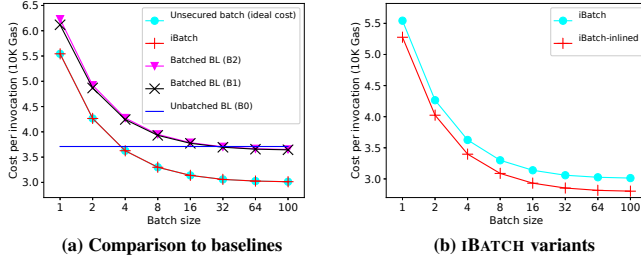 6.5
6.0
5.5
5.0
4.5
4.0
3.5
3.0
Cost per invocation (10K Gas)
Unsecured batch (ideal cost)
iBatch
Batched BL (B2)
Batched BL (B1)
Unbatched BL (B0)
1 2 4 8 16 32 64 100
Batch size
(a) Comparison to baselines
5.5
5.0
4.5
4.0
3.5
3.0
Cost per invocation (10K Gas)
iBatch
iBatch-inlined
1 2 4 8 16 32 64 100
Batch size
(b) IBATCH variants